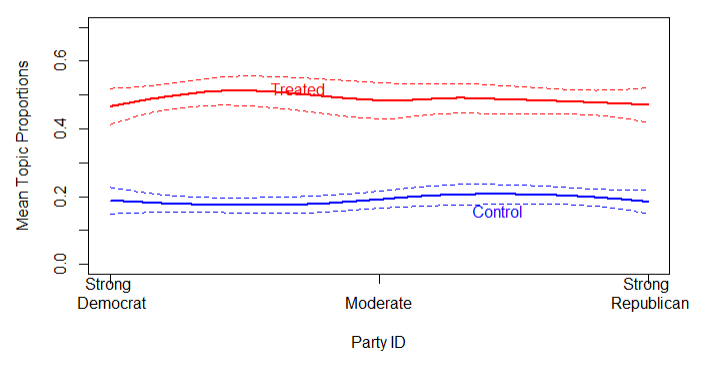 Mean Topic Proportions
0.6
0.4
0.2
0.0
Treated
Control
Strong
Democrat
Moderate
Strong
Republican
Party ID